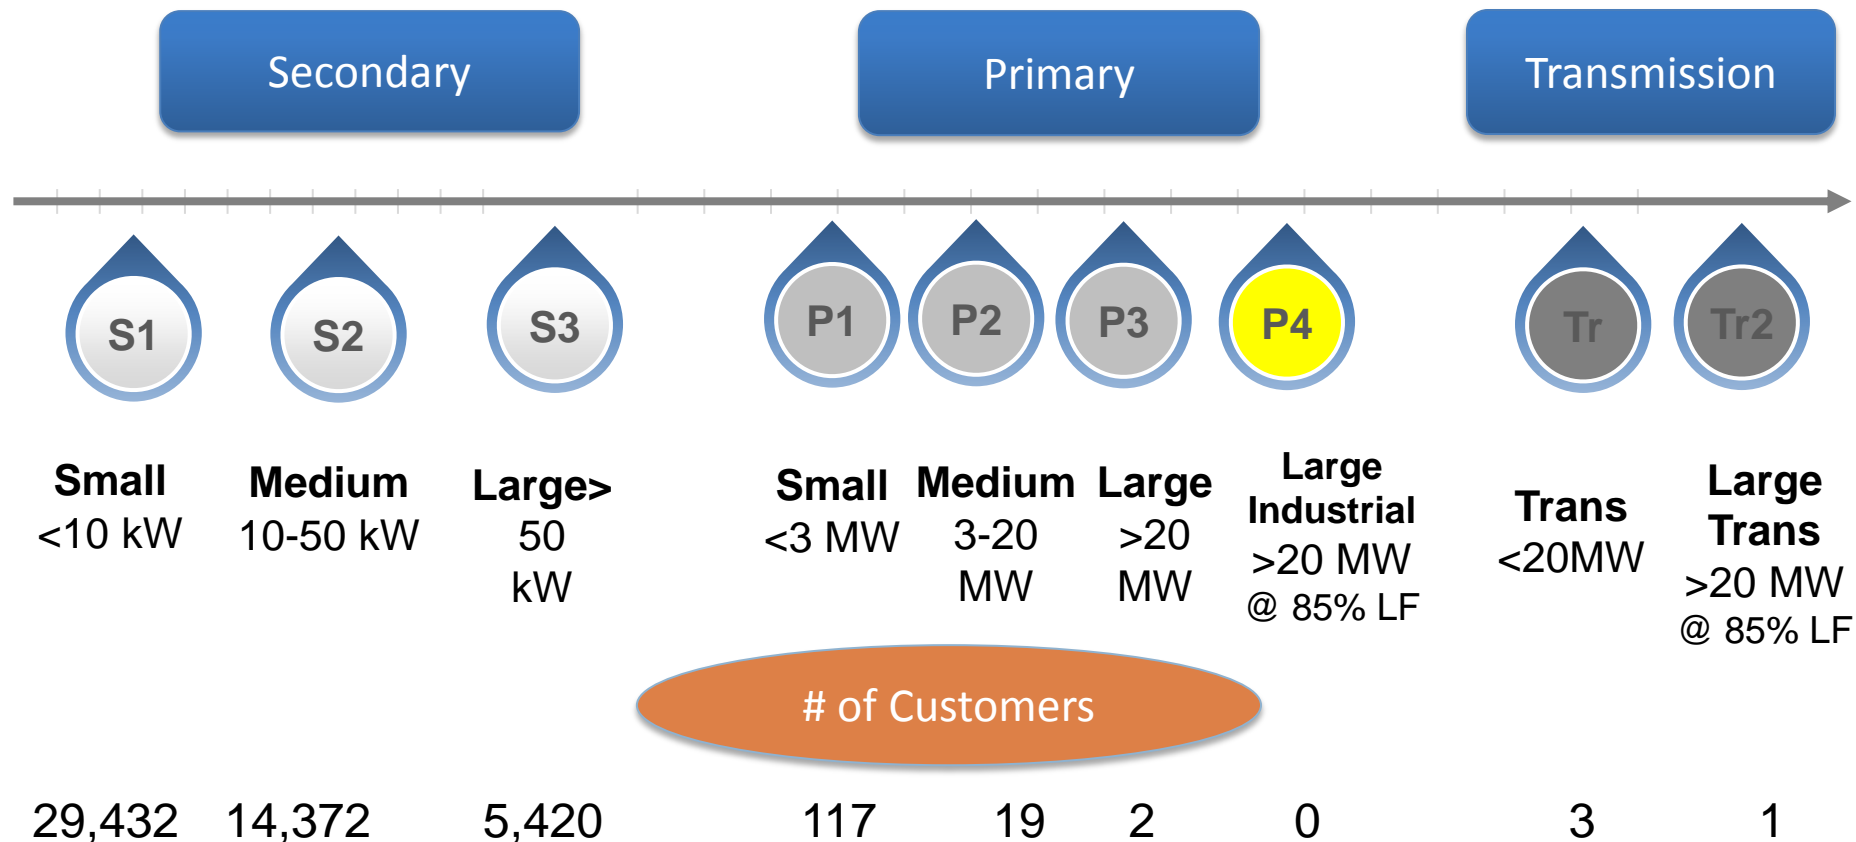 Secondary
Primary
Transmission
S1
S2
S3
P1
P2
P3
P4
Tr
Tr2
Small
<10 kW
Medium
10-50 kW
Large>
50
kW
Small
<3 MW
Medium
3-20
MW
Large
>20
MW
Large
Industrial
>20 MW
@ 85% LF
Trans
<20MW
Large
Trans
>20 MW
@ 85% LF
# of Customers
29,432
14,372
5,420
117
19
2
0
3
1